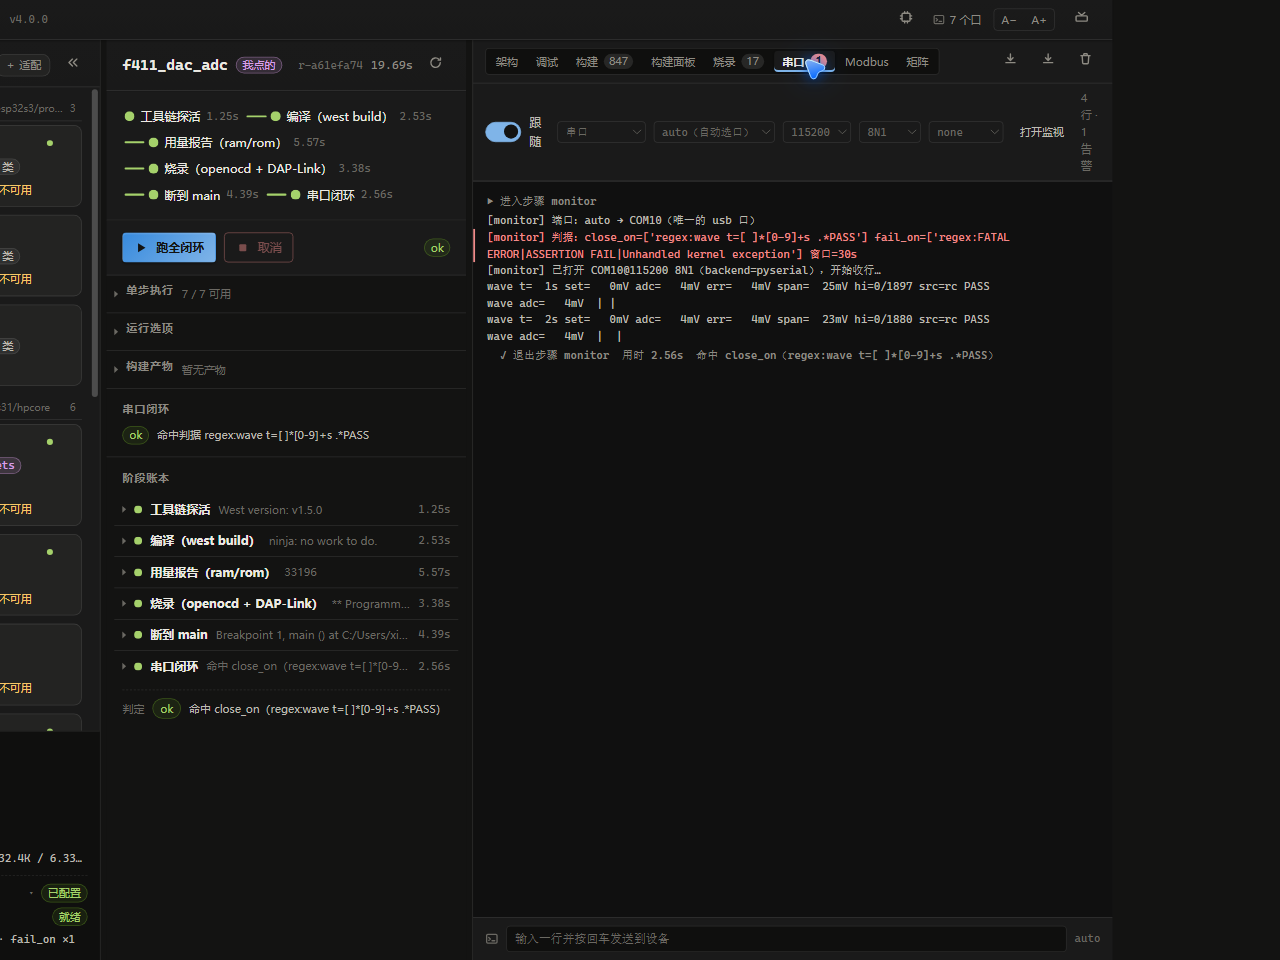 v4.0.0
7 个口
A−
A+
+ 适配
sp32s3/pro… 3
类
不可用
类
不可用
类
s31/hpcore 6
ets
不可用
不可用
不可用
32.4K / 6.33…
· 已配置
就绪
· fail_on ×1
f411_dac_adc 我点的 r-a61efa74 19.69s
工具链探活 1.25s 编译（west build） 2.53s
用量报告（ram/rom） 5.57s
烧录（openocd + DAP-Link） 3.38s
断到 main 4.39s 串口闭环 2.56s
跑全闭环 取消 ok
单步执行 7 / 7 可用
运行选项
构建产物 暂无产物
串口闭环
ok 命中判据 regex:wave t=[ ]*[0-9]+s .*PASS
阶段账本
工具链探活 West version: v1.5.0 1.25s
编译（west build） ninja: no work to do. 2.53s
用量报告（ram/rom） 33196 5.57s
烧录（openocd + DAP-Link） ** Programm… 3.38s
断到 main Breakpoint 1, main () at C:/Users/xi… 4.39s
串口闭环 命中 close_on（regex:wave t=[ ]*[0-9… 2.56s
判定 ok 命中 close_on（regex:wave t=[ ]*[0-9]+s .*PASS）
架构 调试 构建 847 构建面板 烧录 17 串口 Modbus 矩阵
跟随 串口 auto（自动选口） 115200 8N1 none 打开监视 4 行 · 1 告警
▶ 进入步骤 monitor
[monitor] 端口：auto → COM10（唯一的 usb 口）
[monitor] 判据：close_on=['regex:wave t=[ ]*[0-9]+s .*PASS'] fail_on=['regex:FATAL
ERROR|ASSERTION FAIL|Unhandled kernel exception'] 窗口=30s
[monitor] 已打开 COM10@115200 8N1（backend=pyserial），开始收行…
wave t=  1s set=   0mV adc=   4mV err=   4mV span=  25mV hi=0/1897 src=rc PASS
wave adc=   4mV  | |
wave t=  2s set=   0mV adc=   4mV err=   4mV span=  23mV hi=0/1880 src=rc PASS
wave adc=   4mV  |  |
✓ 退出步骤 monitor  用时 2.56s  命中 close_on（regex:wave t=[ ]*[0-9]+s .*PASS）
输入一行并按回车发送到设备 auto